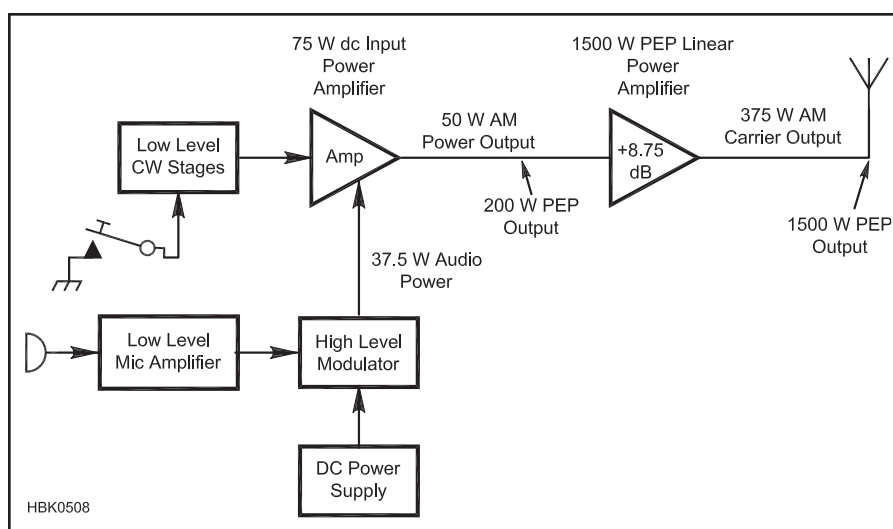 75 W dc Input
Power
Amplifier
1500 W PEP Linear
Power
Amplifier
50 W AM
Power Output
375 W AM
Carrier Output
Low Level
CW Stages
Amp
+8.75
dB
200 W PEP
Output
1500 W PEP
Output
37.5 W Audio
Power
Low Level
Mic Amplifier
High Level
Modulator
DC Power
Supply
HBK0508